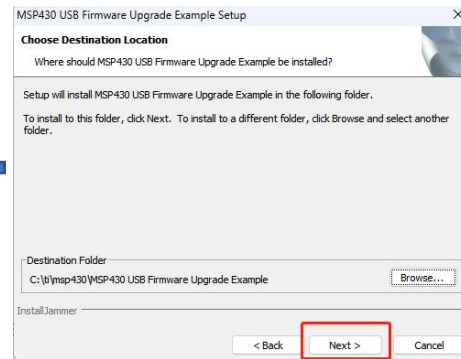 MSP430 USB Firmware Upgrade Example Setup
Choose Destination Location
Where should MSP430 USB Firmware Upgrade Example be installed?
Setup will install MSP430 USB Firmware Upgrade Example in the following folder.
To install to this folder, click Next. To install to a different folder, click Browse and select another
folder.
Destination Folder
C:\ti\msp430\MSP430 USB Firmware Upgrade Example
Browse...
InstallJammer
< Back
Next >
Cancel